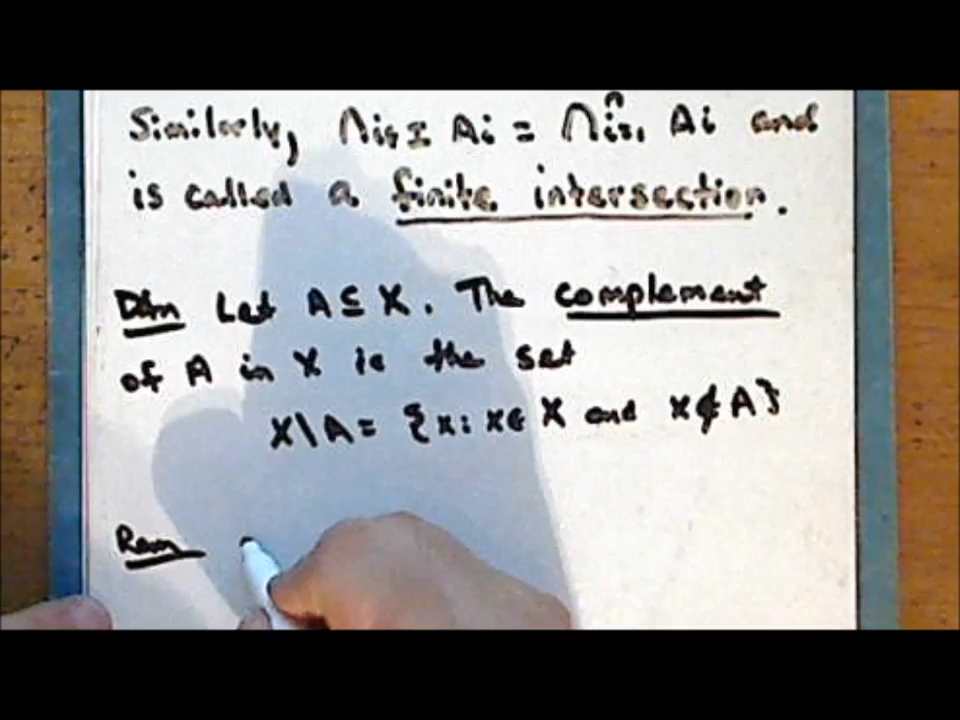 Similarly, ∩i∈I Ai = ∩ⁿi=1 Ai and
is called a finite intersection.
Dfn Let A ⊆ X. The complement
of A in X is the set
X\A = {x: x∈ X and x∉A}
Rem